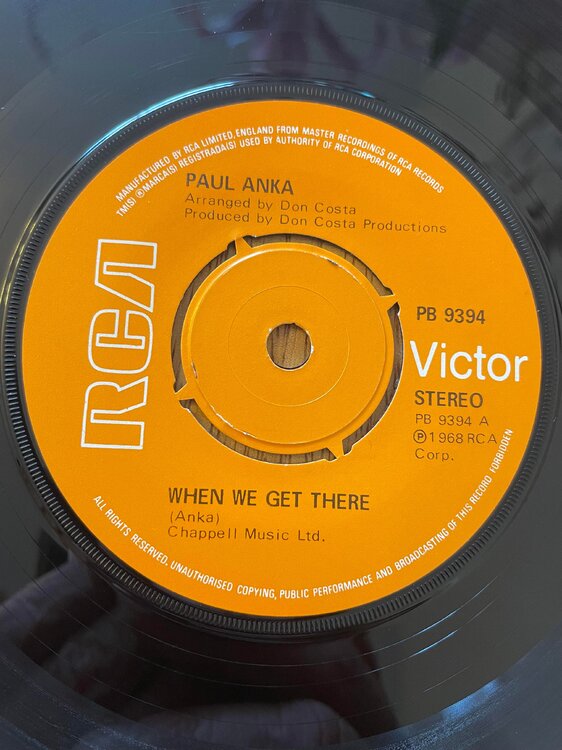 MANUFACTURED BY RCA LIMITED, ENGLAND FROM MASTER RECORDINGS OF RCA RECORDS
TM(S) ® MARCA(S) REGISTRADA(S) USED BY AUTHORITY OF RCA CORPORATION
PAUL ANKA
Arranged by Don Costa
Produced by Don Costa Productions
RCA
PB 9394
Victor
STEREO
PB 9394 A
Ⓟ1968 RCA
Corp.
WHEN WE GET THERE
(Anka)
Chappell Music Ltd.
ALL RIGHTS RESERVED. UNAUTHORISED COPYING, PUBLIC PERFORMANCE AND BROADCASTING OF THIS RECORD FORBIDDEN